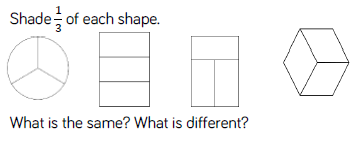 Shade 1/3 of each shape.
What is the same? What is different?